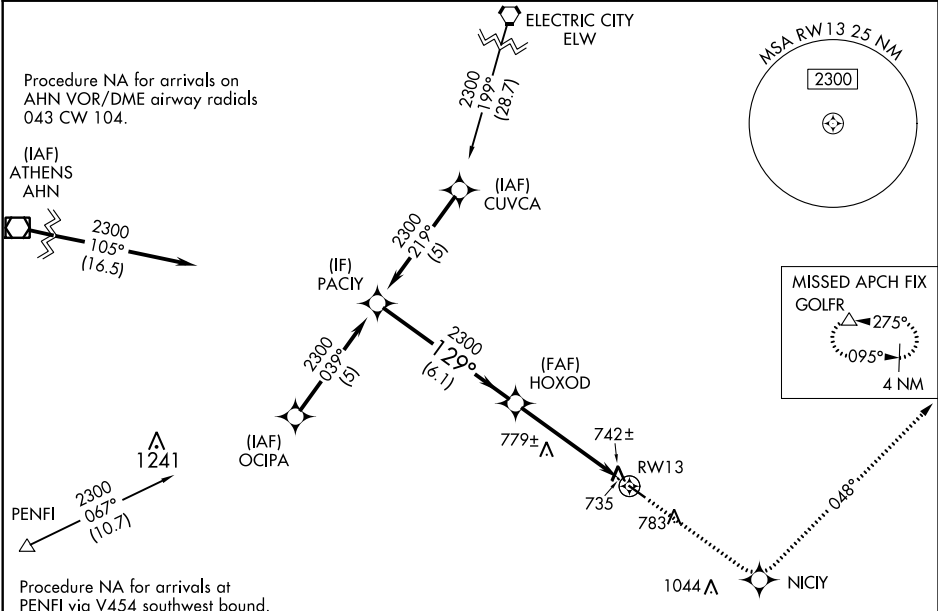 ELECTRIC CITY
ELW
MSA RW13 25 NM
2300
Procedure NA for arrivals on
AHN VOR/DME airway radials
043 CW 104.
2300
199°
(28.7)
(IAF)
ATHENS
AHN
2300
105°
(16.5)
(IAF)
CUVCA
2300
219°
(5)
(IF)
PACIY
MISSED APCH FIX
GOLFR
275°
095°
4 NM
2300
129°
(6.1)
(FAF)
HOXOD
2300
039°
(5)
(IAF)
OCIPA
779±
742±
735
RW13
783
1241
2300
067°
(10.7)
PENFI
048°
1044
NICIY
Procedure NA for arrivals at
PENFI via V454 southwest bound.